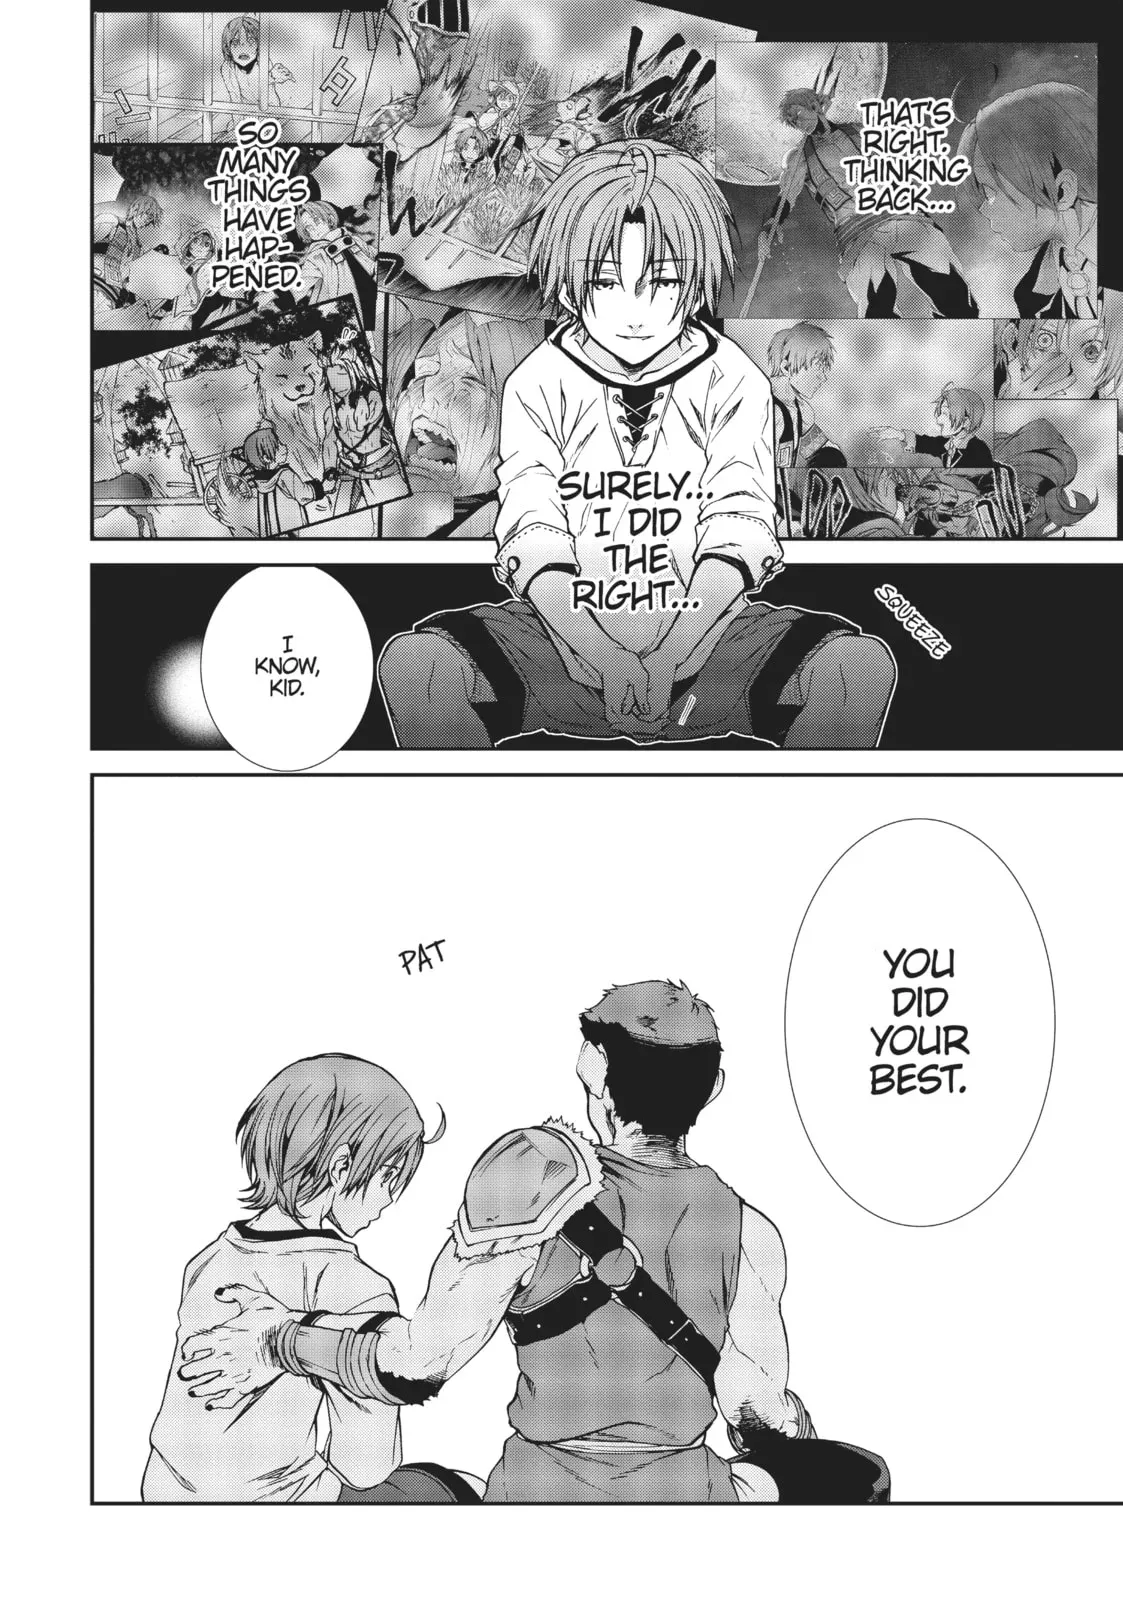 THAT'S
RIGHT.
THINKING
BACK...
SO
MANY
THINGS
HAVE
HAP-
PENED.
SURELY...
I DID
THE
RIGHT...
SQUEEZE
I
KNOW,
KID.
YOU
DID
YOUR
BEST.
PAT